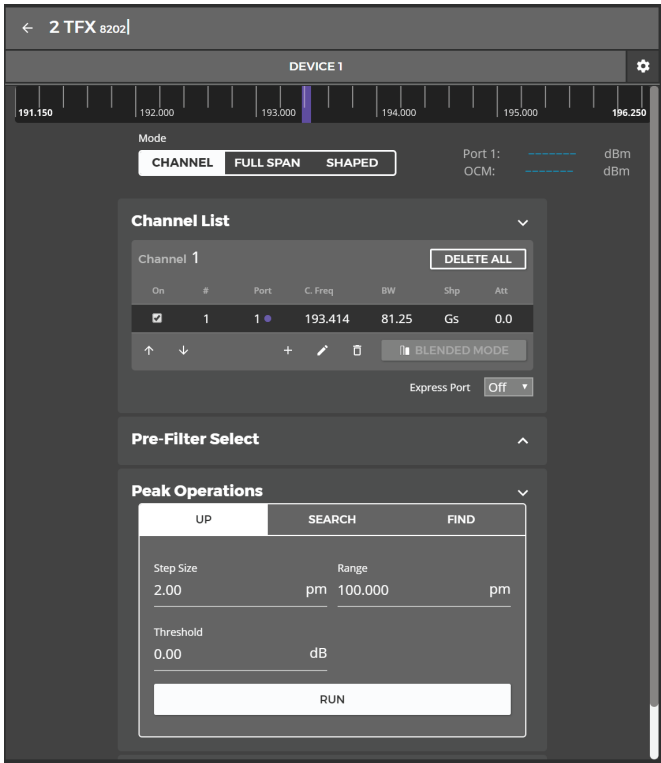 2 TFX 8202
DEVICE 1
191.150 192.000 193.000 194.000 195.000 196.250
Mode
CHANNEL FULL SPAN SHAPED
Port 1: ------- dBm
OCM: ------- dBm
Channel List
Channel 1 DELETE ALL
On # Port C. Freq BW Shp Att
1 1 193.414 81.25 Gs 0.0
BLENDED MODE
Express Port Off
Pre-Filter Select
Peak Operations
UP SEARCH FIND
Step Size Range
2.00 pm 100.000 pm
Threshold
0.00 dB
RUN